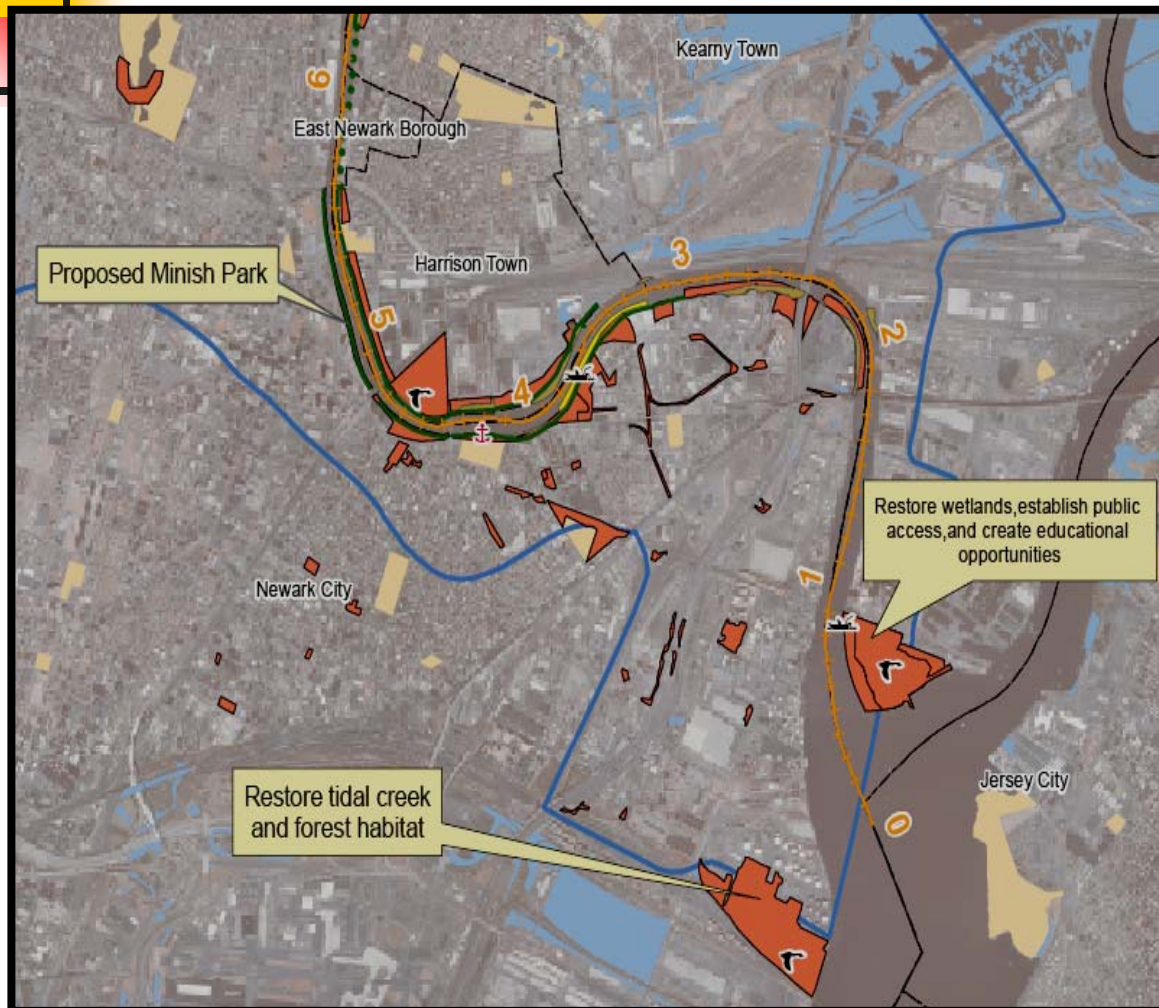 Kearny Town
6
East Newark Borough
3
Harrison Town
Proposed Minish Park
5
2
4
Restore wetlands,establish public
access,and create educational
opportunities
1
Newark City
Jersey City
Restore tidal creek
and forest habitat
0